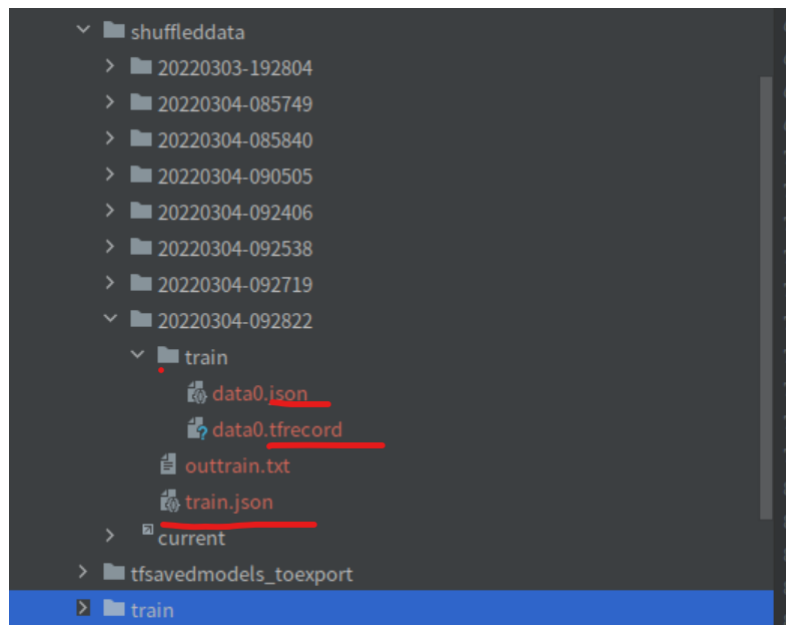 shuffleddata
20220303-192804
20220304-085749
20220304-085840
20220304-090505
20220304-092406
20220304-092538
20220304-092719
20220304-092822
train
data0.json
data0.tfrecord
outtrain.txt
train.json
current
tfsavedmodels_toexport
train